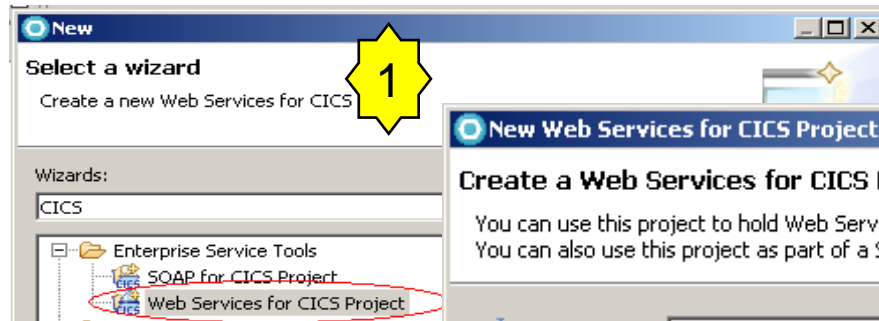 New
Select a wizard
Create a new Web Services for CICS
1
Wizards:
CICS
Enterprise Service Tools
SOAP for CICS Project
Web Services for CICS Project
New Web Services for CICS Project
Create a Web Services for CICS
You can use this project to hold Web Serv
You can also use this project as part of a S